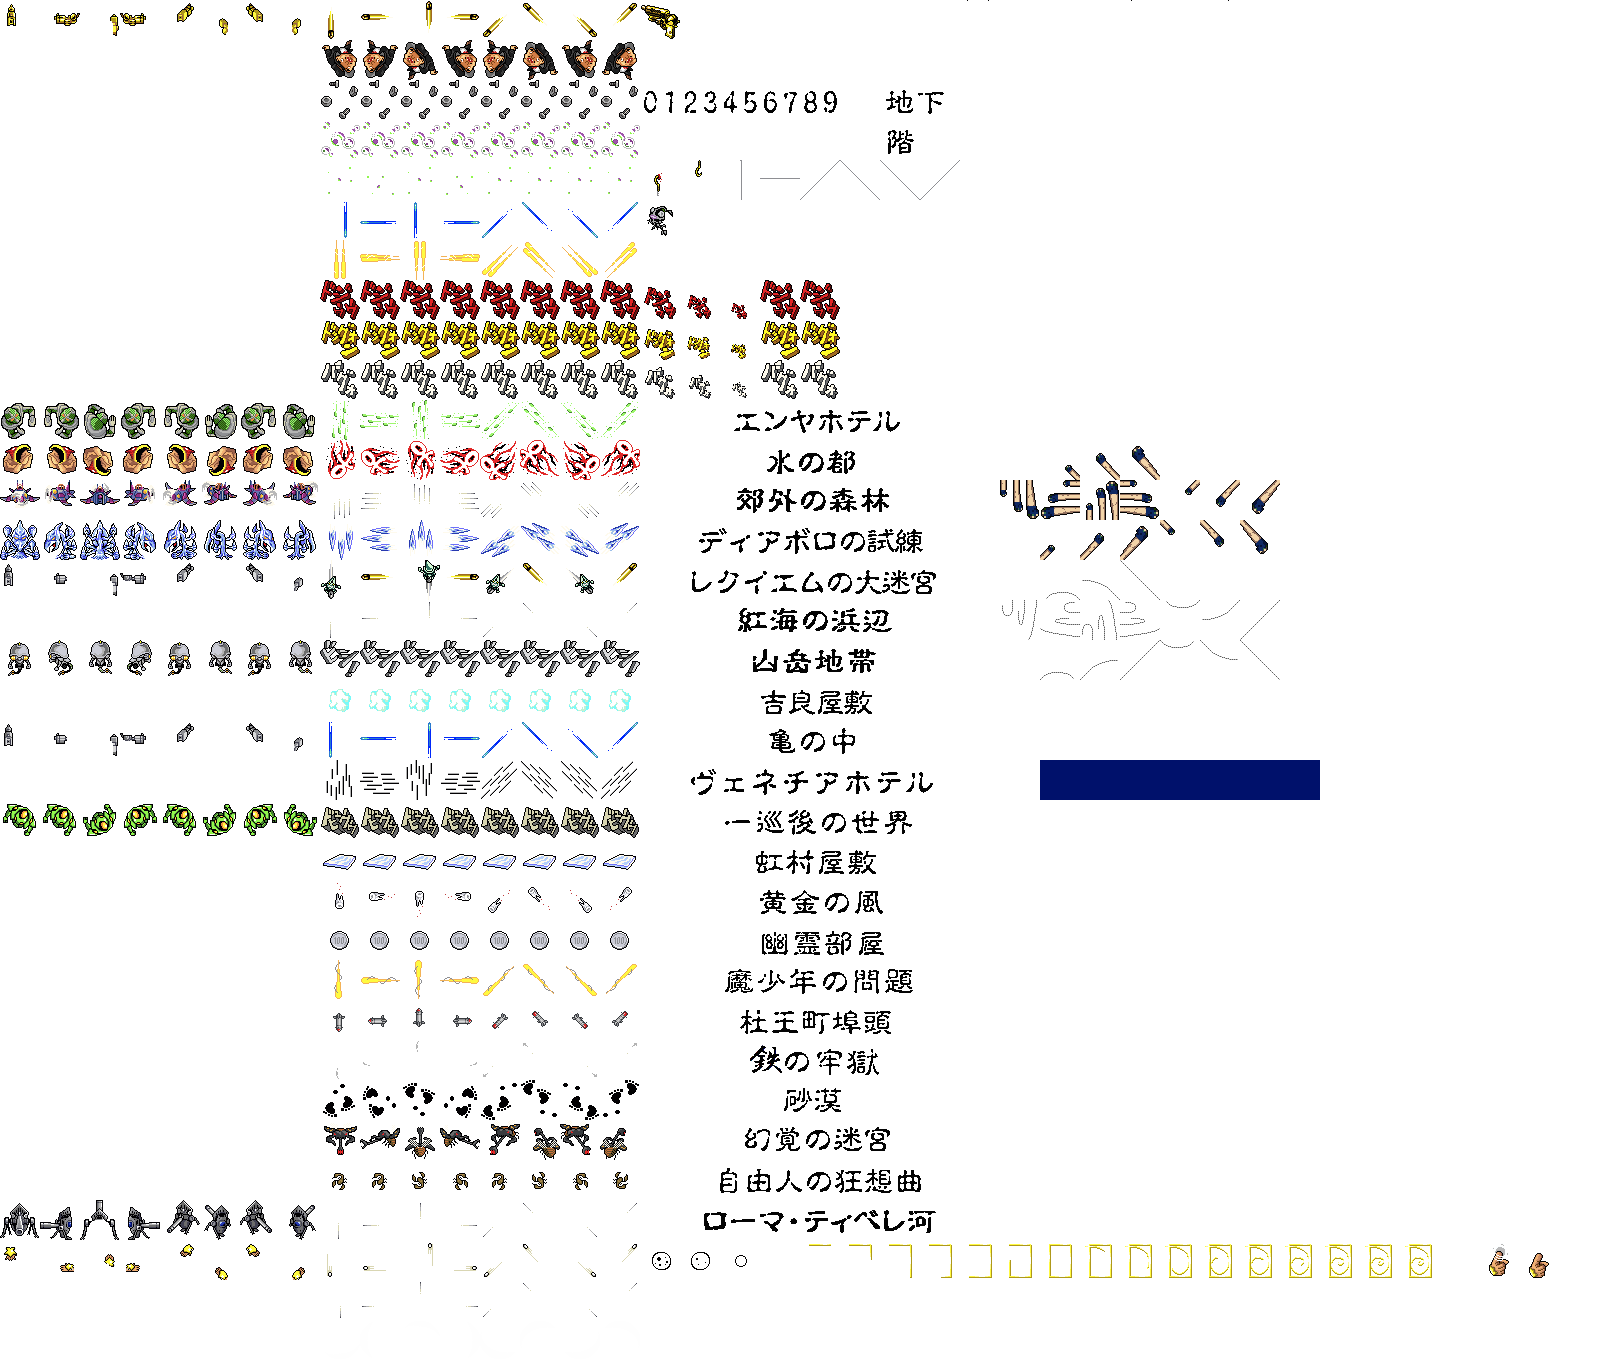 0123456789 地下
階
エンヤホテル
水の都
郊外の森林
ディアボロの試練
レクイエムの大迷宮
紅海の浜辺
山岳地帯
吉良屋敷
亀の中
ヴェネチアホテル
一巡後の世界
虹村屋敷
黄金の風
幽霊部屋
魔少年の問題
杜王町埠頭
鉄の牢獄
砂漠
幻覚の迷宮
自由人の狂想曲
ローマ・ティベレ河